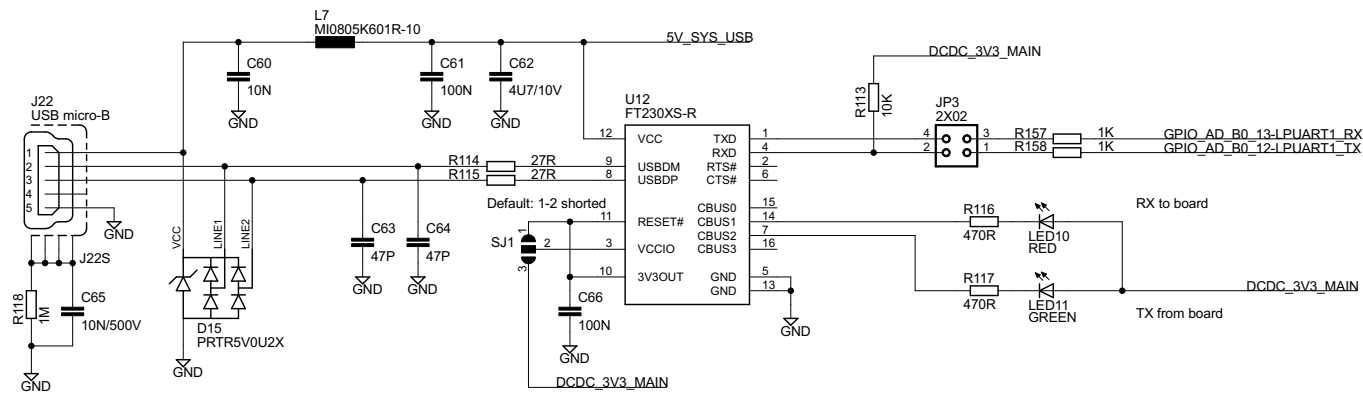 L7
MI0805K601R-10
5V_SYS_USB
DCDC_3V3_MAIN
C60
10N
GND
C61
100N
GND
C62
4U7/10V
GND
J22
USB micro-B
1
2
3
4
5
GND
J22S
R118
1M
C65
10N/500V
GND
VCC
LINE1
LINE2
D15
PRTR5V0U2X
GND
R114 27R
R115 27R
C63
47P
GND
C64
47P
GND
Default: 1-2 shorted
SJ1
1
2
3
C66
100N
GND
DCDC_3V3_MAIN
U12
FT230XS-R
12 VCC
9 USBDM
8 USBDP
11 RESET#
3 VCCIO
10 3V3OUT
TXD 1
RXD 4
RTS# 2
CTS# 6
CBUS0 15
CBUS1 14
CBUS2 7
CBUS3 16
GND 5
GND 13
GND
R113
10K
JP3
2X02
4 3
2 1
R157 1K GPIO_AD_B0_13-LPUART1_RX
R158 1K GPIO_AD_B0_12-LPUART1_TX
RX to board
R116
470R
LED10
RED
R117
470R
LED11
GREEN
DCDC_3V3_MAIN
TX from board